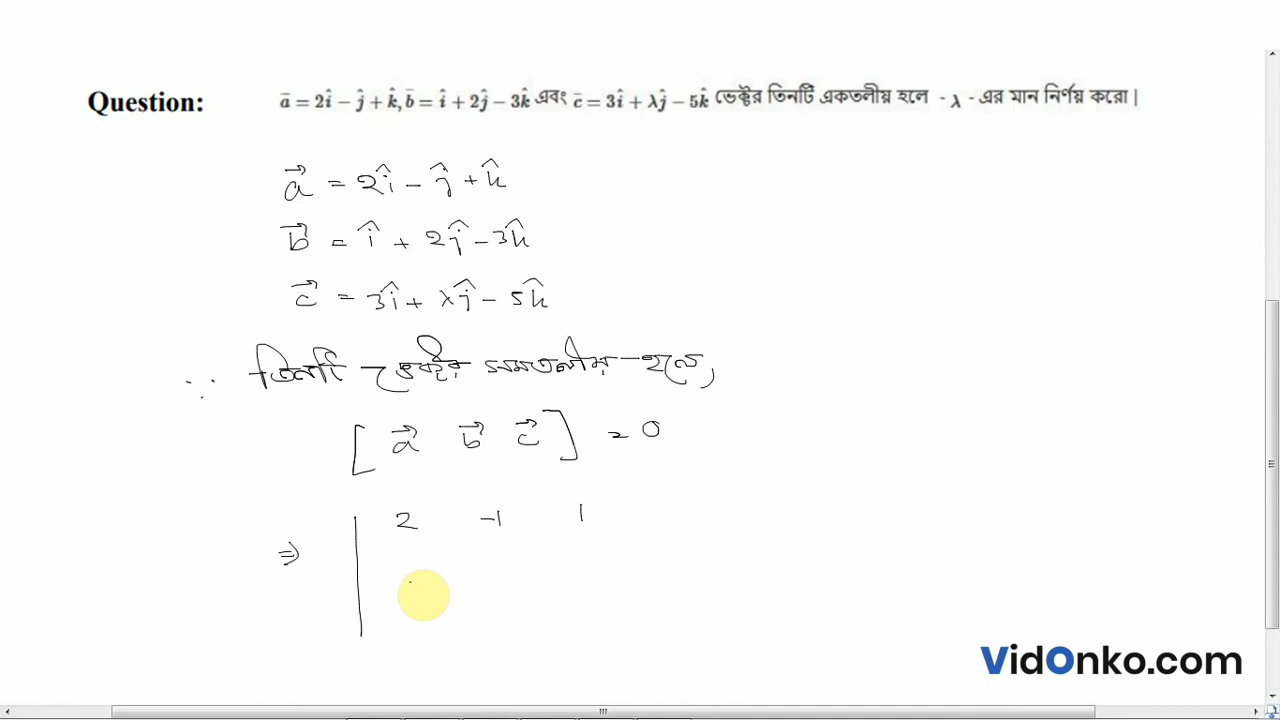 Question: ā = 2î − ĵ + k̂, b̄ = î + 2ĵ − 3k̂ এবং c̄ = 3î + λĵ − 5k̂ ভেক্টর তিনটি একতলীয় হলে - λ - এর মান নির্ণয় করো|
a⃗ = 2î − ĵ + k̂
b⃗ = î + 2ĵ − 3k̂
c⃗ = 3î + λĵ − 5k̂
∵ তিনটি ভেক্টর সমতলীয় হলে,
[a⃗ b⃗ c⃗] = 0
⇒ | 2 -1 1
VidOnko.com